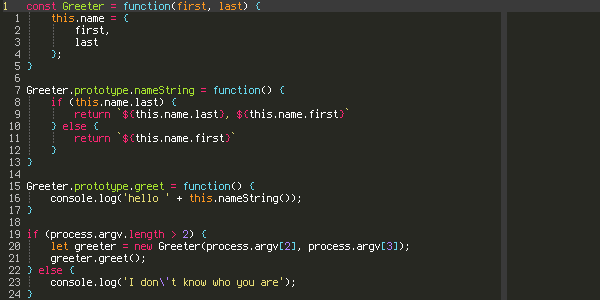 1 const Greeter = function(first, last) {
1 this.name = {
2 first,
3 last
4 };
5 }
6
7 Greeter.prototype.nameString = function() {
8 if (this.name.last) {
9 return `${this.name.last}, ${this.name.first}`
10 } else {
11 return `${this.name.first}`
12 }
13 }
14
15 Greeter.prototype.greet = function() {
16 console.log('hello ' + this.nameString());
17 }
18
19 if (process.argv.length > 2) {
20 let greeter = new Greeter(process.argv[2], process.argv[3]);
21 greeter.greet();
22 } else {
23 console.log('I don\'t know who you are');
24 }